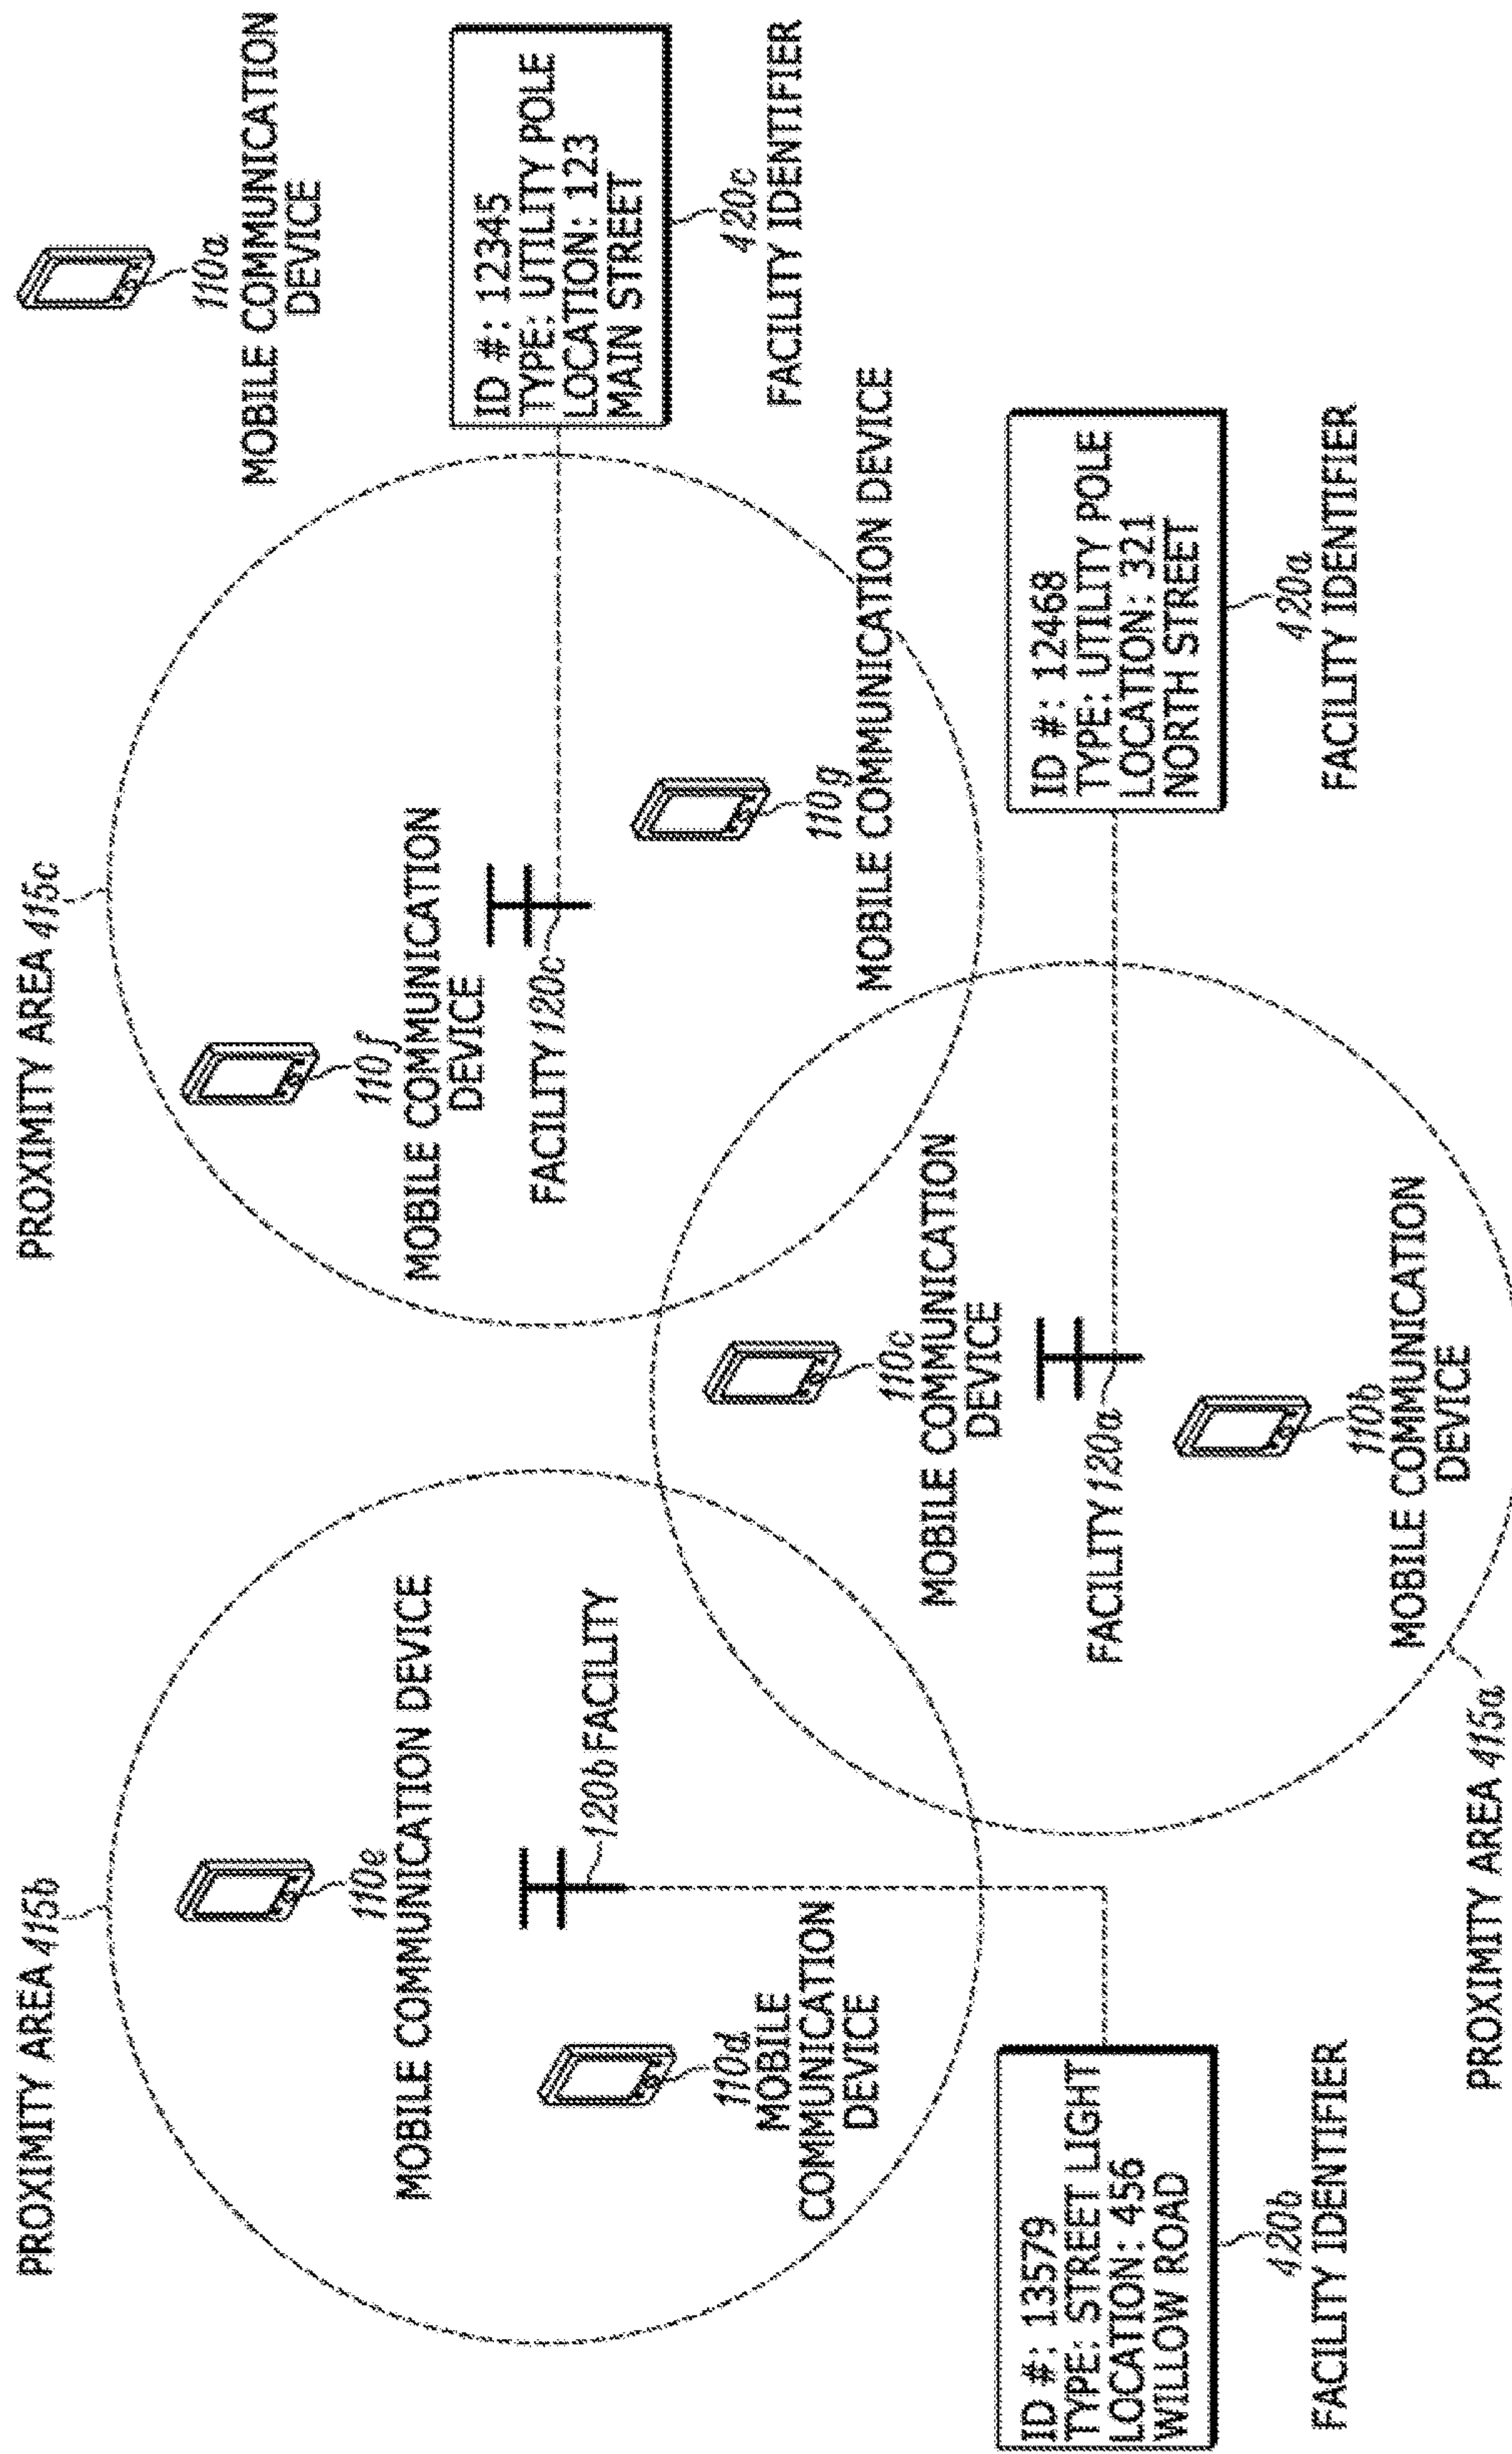 PROXIMITY AREA 415b
110e
MOBILE COMMUNICATION DEVICE
120b FACILITY
110d
MOBILE
COMMUNICATION
DEVICE
ID #: 13579
TYPE: STREET LIGHT
LOCATION: 456
WILLOW ROAD
420b
FACILITY IDENTIFIER
PROXIMITY AREA 415c
110f
MOBILE COMMUNICATION
DEVICE
FACILITY 120c
110g
MOBILE COMMUNICATION DEVICE
110a
MOBILE COMMUNICATION
DEVICE
ID #: 12345
TYPE: UTILITY POLE
LOCATION: 123
MAIN STREET
420c
FACILITY IDENTIFIER
110c
MOBILE COMMUNICATION
DEVICE
FACILITY 120a
110b
MOBILE COMMUNICATION
DEVICE
PROXIMITY AREA 415a
ID #: 12468
TYPE: UTILITY POLE
LOCATION: 321
NORTH STREET
420a
FACILITY IDENTIFIER